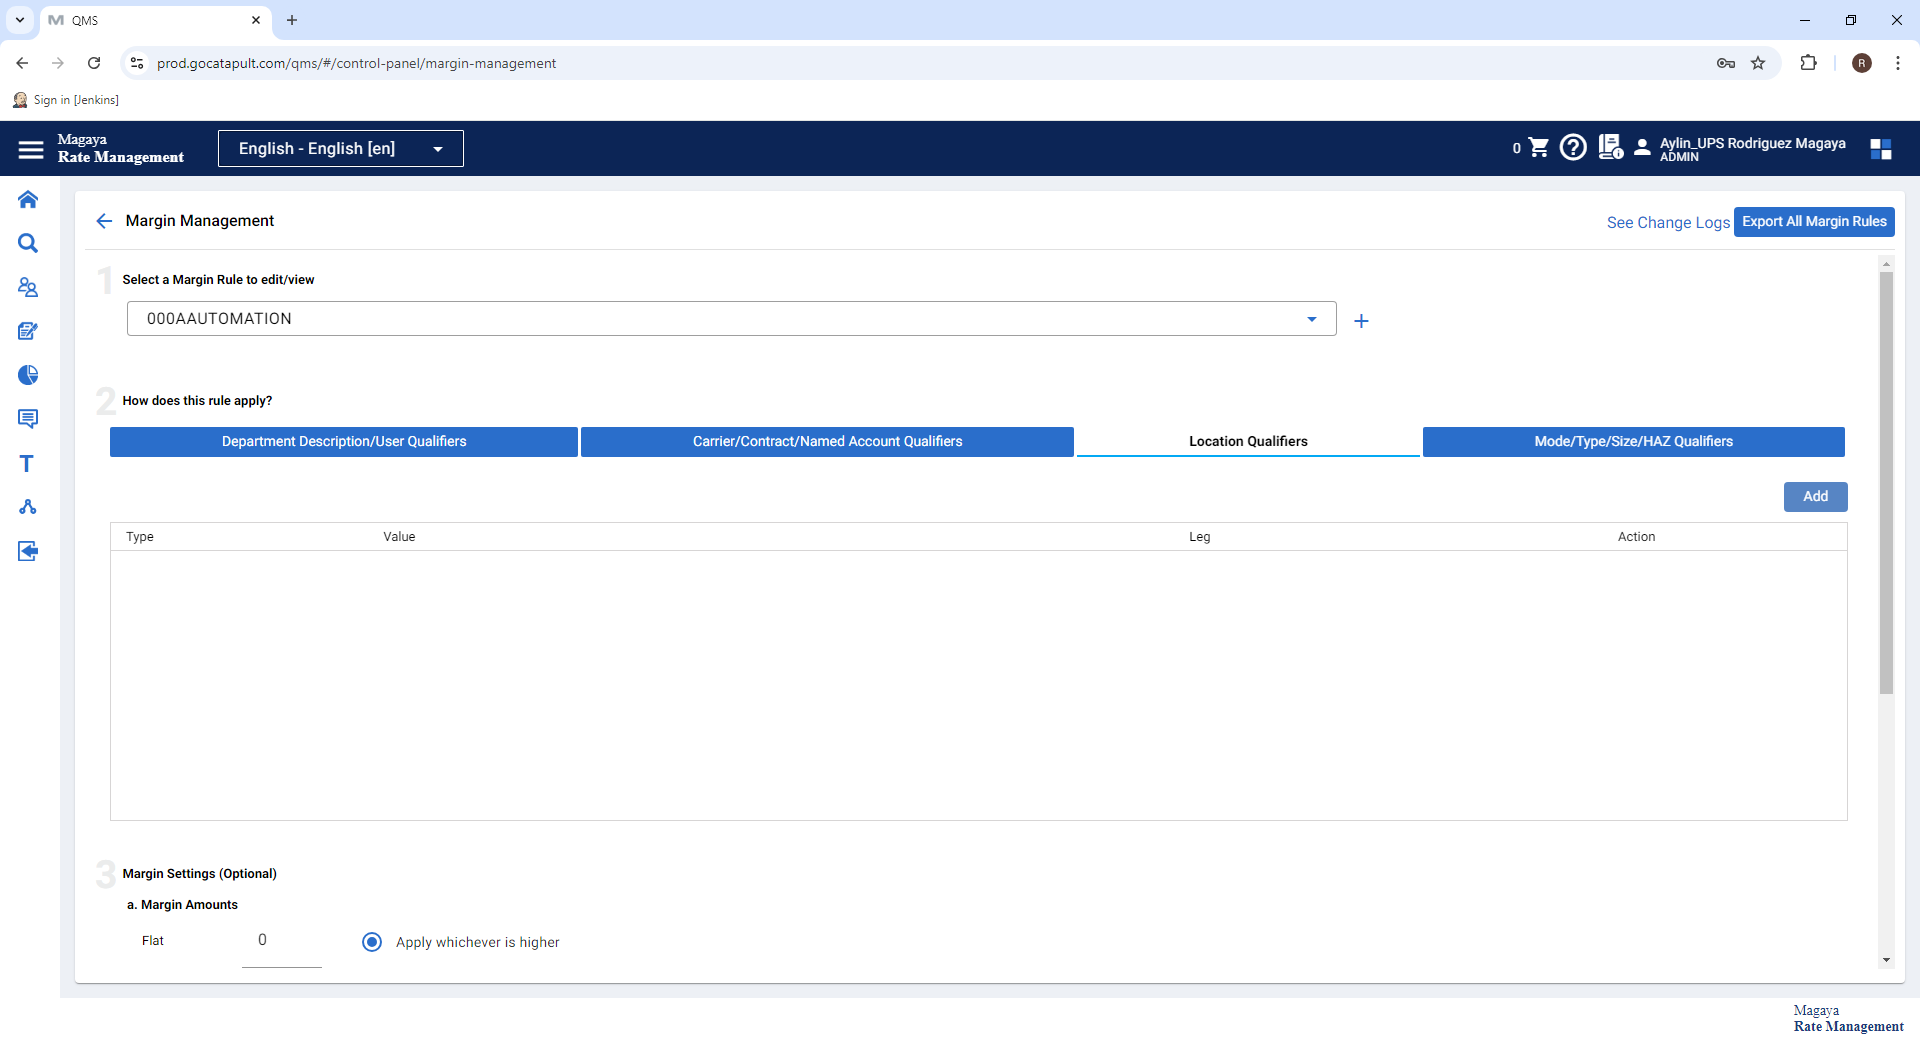 QMS
prod.gocatapult.com/qms/#/control-panel/margin-management
R
Sign in [Jenkins]
Magaya
Rate Management
English - English [en]
0
Aylin_UPS Rodriguez Magaya
ADMIN
Margin Management
See Change Logs
Export All Margin Rules
1
Select a Margin Rule to edit/view
000AAUTOMATION
2
How does this rule apply?
Department Description/User Qualifiers
Carrier/Contract/Named Account Qualifiers
Location Qualifiers
Mode/Type/Size/HAZ Qualifiers
T
Add
Type Value Leg Action
3
Margin Settings (Optional)
a. Margin Amounts
Flat 0 Apply whichever is higher
Magaya
Rate Management